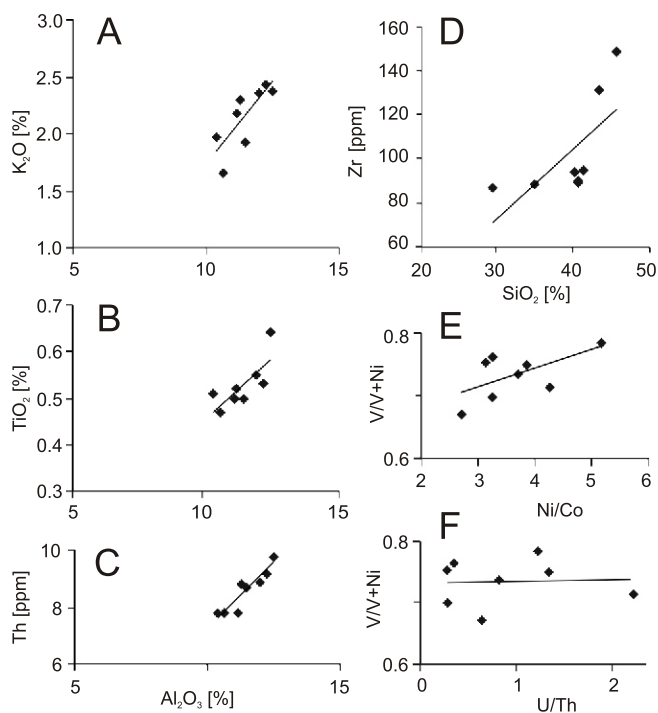 A
3.0
2.5
2.0
1.5
1.0
K₂O [%]
5 10 15
B
0.7
0.6
0.5
0.4
0.3
TiO₂ [%]
5 10 15
C
10
8
6
Th [ppm]
5 10 15
Al₂O₃ [%]
D
160
140
120
100
80
60
Zr [ppm]
20 30 40 50
SiO₂ [%]
E
0.8
0.6
V/V+Ni
2 3 4 5 6
Ni/Co
F
0.8
0.6
V/V+Ni
0 1 2
U/Th